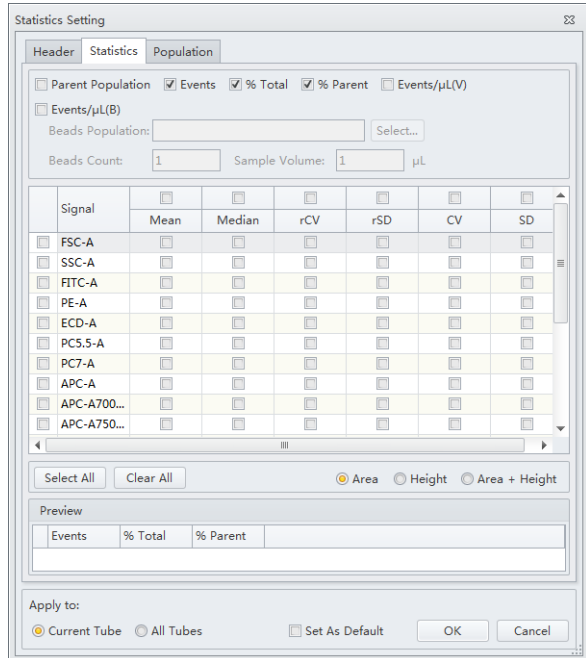 Statistics Setting
Header Statistics Population
Parent Population Events % Total % Parent Events/μL(V)
Events/μL(B)
Beads Population: Select...
Beads Count: 1 Sample Volume: 1 μL
Signal
Mean Median rCV rSD CV SD
FSC-A
SSC-A
FITC-A
PE-A
ECD-A
PC5.5-A
PC7-A
APC-A
APC-A700...
APC-A750...
Select All Clear All Area Height Area + Height
Preview
Events % Total % Parent
Apply to:
Current Tube All Tubes Set As Default OK Cancel